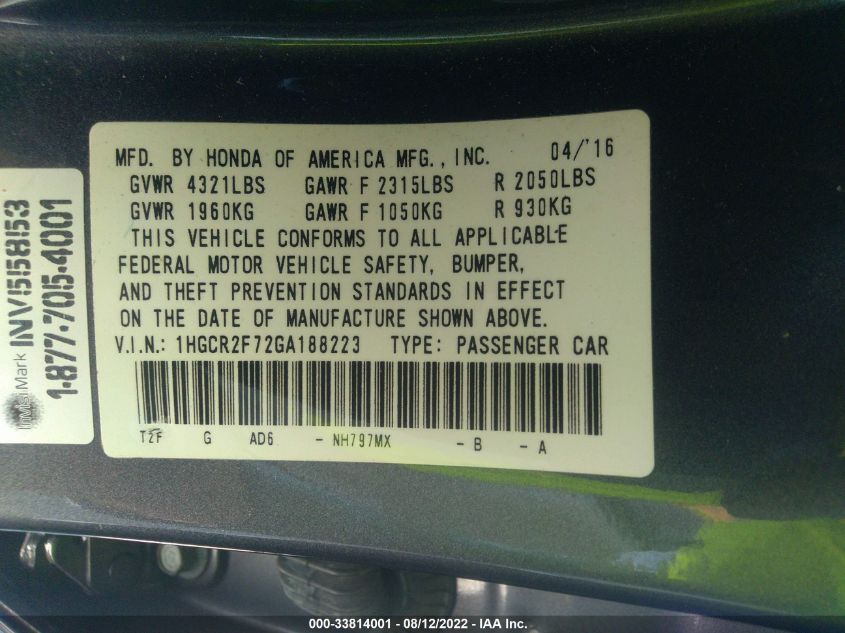 MFD. BY HONDA OF AMERICA MFG., INC. 04/'16
GVWR 4321LBS GAWR F 2315LBS R 2050LBS
GVWR 1960KG GAWR F 1050KG R 930KG
THIS VEHICLE CONFORMS TO ALL APPLICABLE
FEDERAL MOTOR VEHICLE SAFETY, BUMPER,
AND THEFT PREVENTION STANDARDS IN EFFECT
ON THE DATE OF MANUFACTURE SHOWN ABOVE.
V.I.N.: 1HGCR2F72GA188223 TYPE: PASSENGER CAR
T2F G AD6 - NH797MX - B - A
InvisiMark INV555853
1-877-705-4001
000-33814001 - 08/12/2022 - IAA Inc.